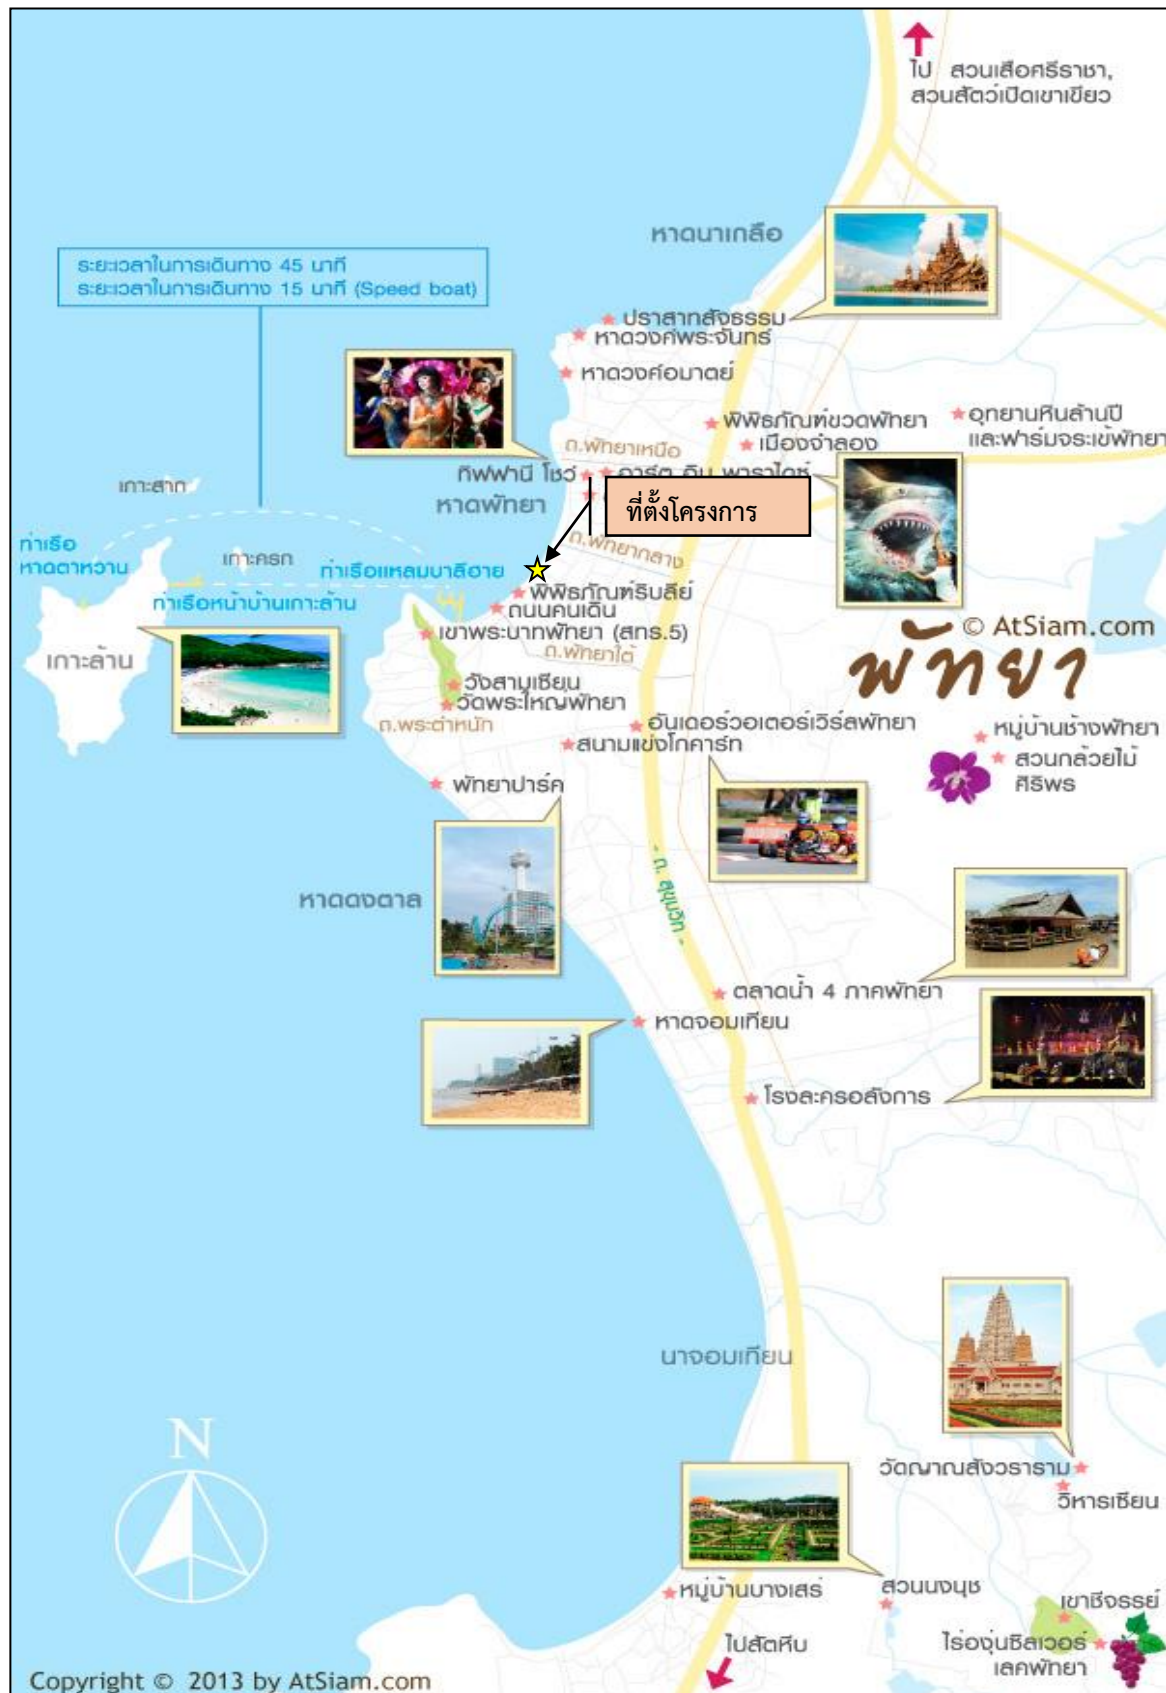 ไป สวนเสือศรีราชา,
สวนสัตว์เปิดเขาเขียว
หาดนาเกลือ
ระยะเวลาในการเดินทาง 45 นาที
ระยะเวลาในการเดินทาง 15 นาที (Speed boat)
ปราสาทสัจธรรม
หาดวงศ์พระจันทร์
หาดวงศ์อมาตย์
พิพิธภัณฑ์ขวดพัทยา
เมืองจำลอง
อุทยานหินล้านปี
และฟาร์มจระเข้พัทยา
ถ.พัทยาเหนือ
ทิฟฟานี โชว์
อาร์ต อิน พาราไดซ์
หาดพัทยา
ที่ตั้งโครงการ
เกาะสาก
ถ.พัทยากลาง
ท่าเรือ
หาดตาหวาน
เกาะครก
ท่าเรือแหลมบาลีฮาย
ท่าเรือหน้าบ้านเกาะล้าน
พิพิธภัณฑ์ริบลีย์
ถนนคนเดิน
เขาพระบาทพัทยา (สทร.5)
ถ.พัทยาใต้
© AtSiam.com
พัทยา
เกาะล้าน
วังสามเซียน
วัดพระใหญ่พัทยา
ถ.พระตำหนัก
อันเดอร์วอเตอร์เวิร์ลพัทยา
สนามแข่งโกคาร์ท
หมู่บ้านช้างพัทยา
สวนกล้วยไม้
ศิริพร
พัทยาปาร์ค
หาดดงตาล
- ถ. สุขุมวิท -
ตลาดน้ำ 4 ภาคพัทยา
หาดจอมเทียน
โรงละครอลังการ
นาจอมเทียน
N
วัดญาณสังวราราม
วิหารเซียน
หมู่บ้านบางเสร่
สวนนงนุช
เขาชีจรรย์
ไร่องุ่นซิลเวอร์
เลคพัทยา
ไปสัตหีบ
Copyright © 2013 by AtSiam.com